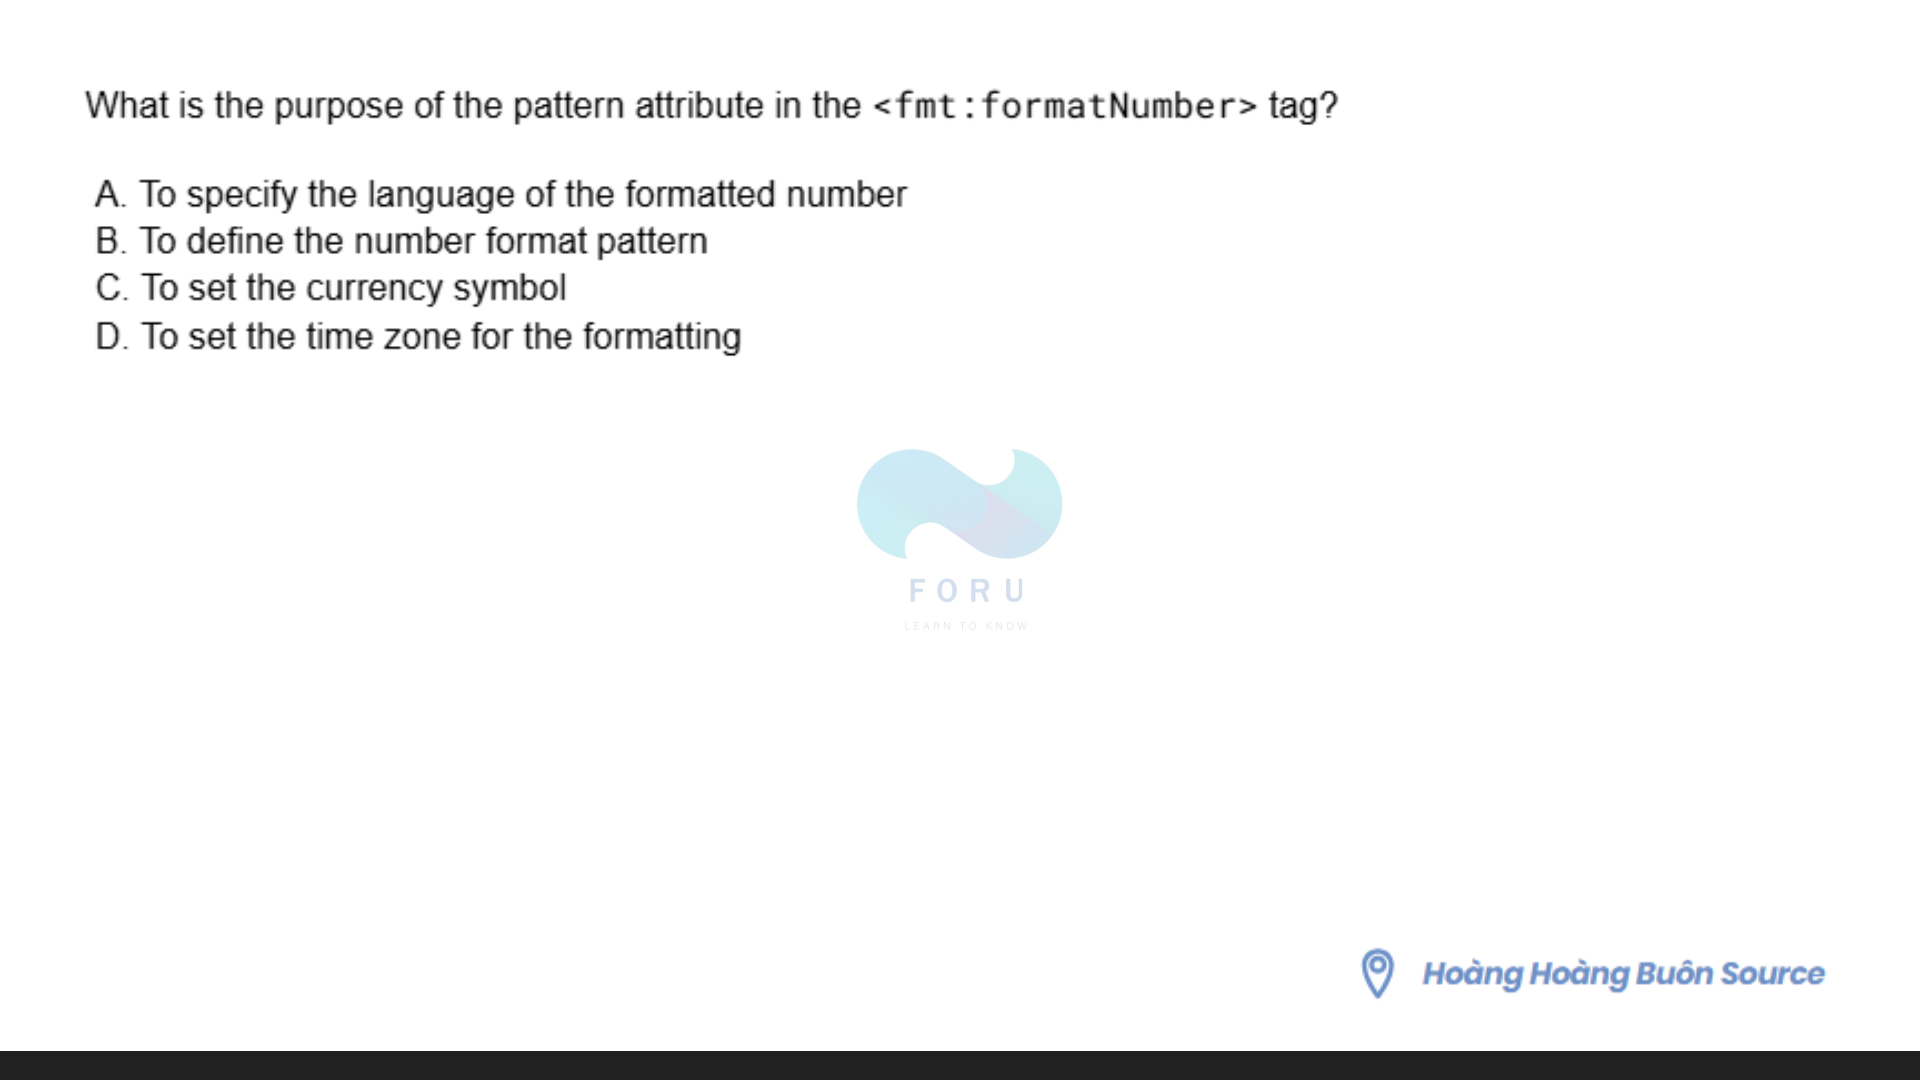 What is the purpose of the pattern attribute in the <fmt:formatNumber> tag?
A. To specify the language of the formatted number
B. To define the number format pattern
C. To set the currency symbol
D. To set the time zone for the formatting
FORU
LEARN TO KNOW
Hoàng Hoàng Buôn Source